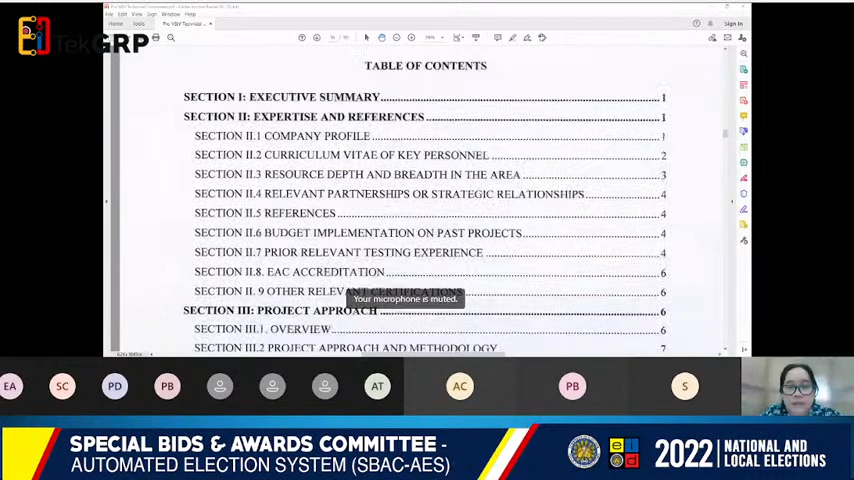 TekGRP
Home Tools
Sign In
TABLE OF CONTENTS
SECTION I: EXECUTIVE SUMMARY 1
SECTION II: EXPERTISE AND REFERENCES 1
SECTION II.1 COMPANY PROFILE 1
SECTION II.2 CURRICULUM VITAE OF KEY PERSONNEL 2
SECTION II.3 RESOURCE DEPTH AND BREADTH IN THE AREA 3
SECTION II.4 RELEVANT PARTNERSHIPS OR STRATEGIC RELATIONSHIPS 4
SECTION II.5 REFERENCES 4
SECTION II.6 BUDGET IMPLEMENTATION ON PAST PROJECTS 4
SECTION II.7 PRIOR RELEVANT TESTING EXPERIENCE 4
SECTION II.8. EAC ACCREDITATION 6
SECTION II. 9 OTHER RELEVANT CERTIFICATIONS 6
Your microphone is muted.
SECTION III: PROJECT APPROACH 6
SECTION III.1. OVERVIEW 6
SECTION III.2 PROJECT APPROACH AND METHODOLOGY 7
EA SC PD PB AT AC PB S
SPECIAL BIDS & AWARDS COMMITTEE -
AUTOMATED ELECTION SYSTEM (SBAC-AES)
2022 NATIONAL AND
LOCAL ELECTIONS